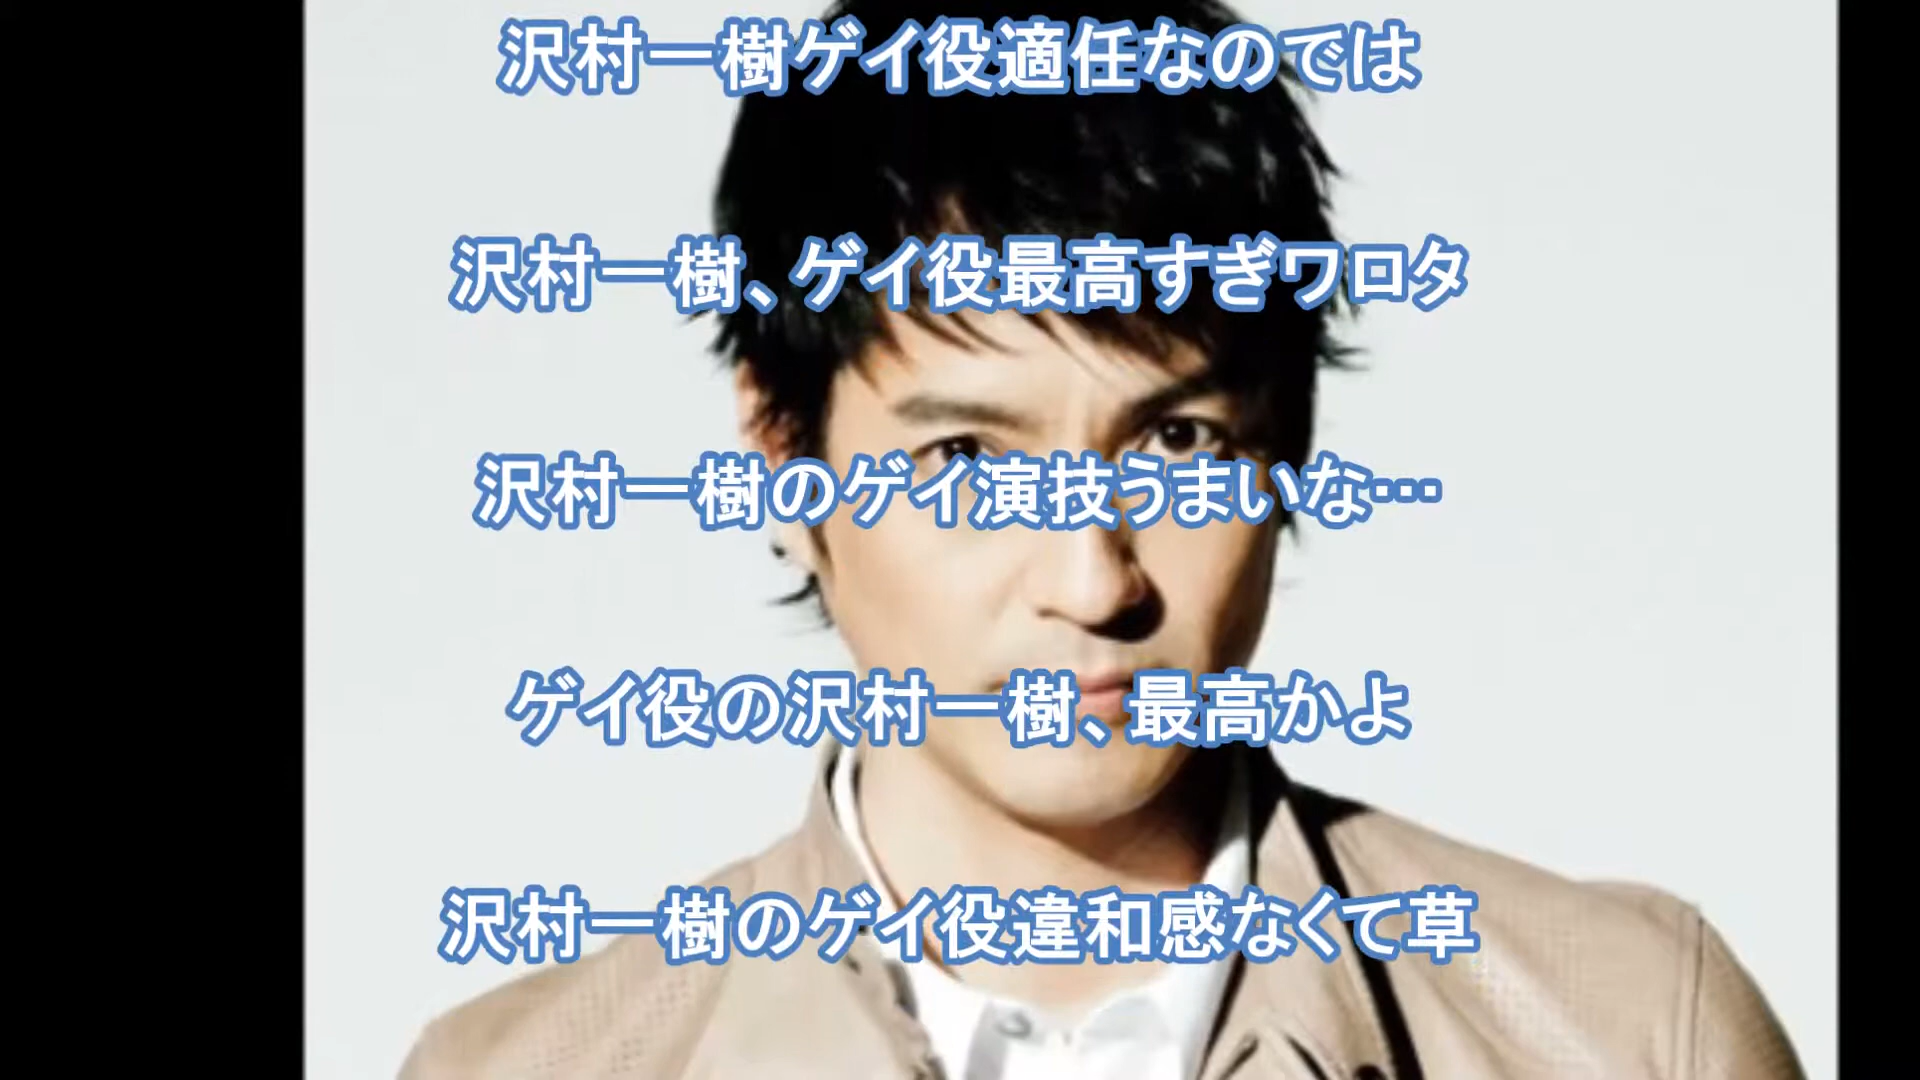 沢村一樹ゲイ役適任なのでは
沢村一樹、ゲイ役最高すぎワロタ
沢村一樹のゲイ演技うまいな…
ゲイ役の沢村一樹、最高かよ
沢村一樹のゲイ役違和感なくて草